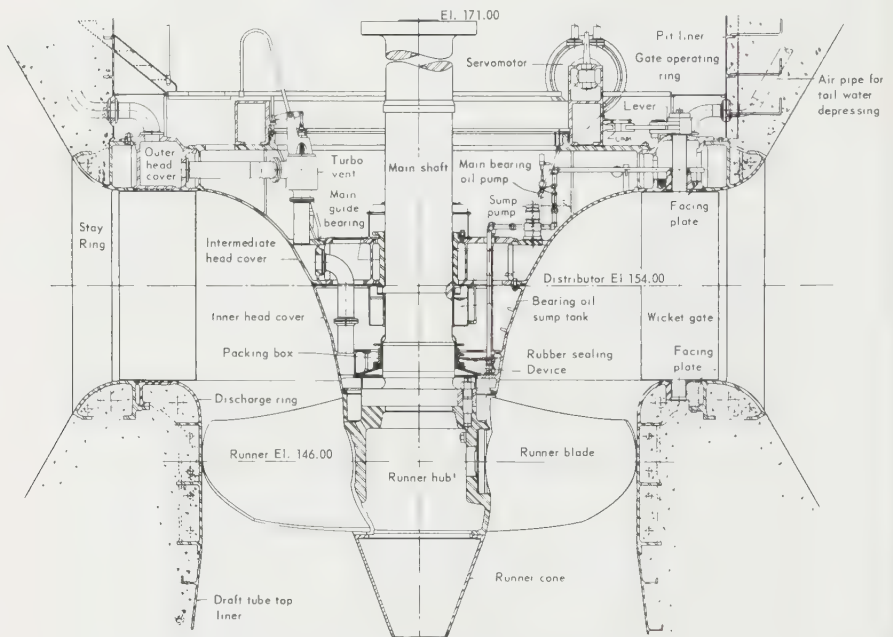 El. 171.00
Pit liner
Servomotor
Gate operating
ring
Air pipe for
tail water
depressing
Lever
Outer
head
cover
Turbo
vent
Main shaft
Main bearing
oil pump
Main
guide
bearing
Sump
pump
Facing
plate
Stay
Ring
Intermediate
head cover
Distributor El 154.00
Bearing oil
sump tank
Inner head cover
Wicket gate
Packing box
Rubber sealing
Device
Facing
plate
Discharge ring
Runner El. 146.00
Runner hub
Runner blade
Runner cone
Draft tube top
liner